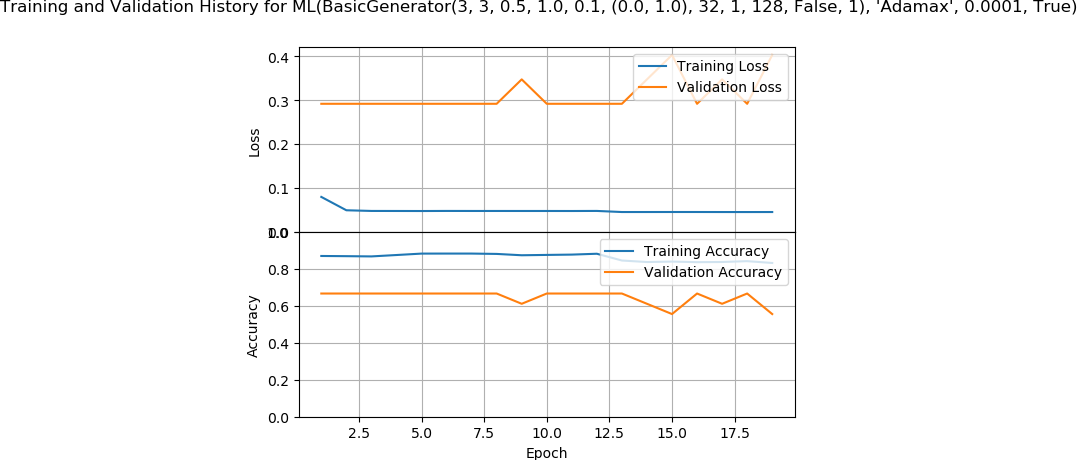 Training and Validation History for ML(BasicGenerator(3, 3, 0.5, 1.0, 0.1, (0.0, 1.0), 32, 1, 128, False, 1), 'Adamax', 0.0001, True)
0.4
0.3
0.2
0.1
0.0
Loss
Training Loss
Validation Loss
1.0
0.8
0.6
0.4
0.2
0.0
Accuracy
Training Accuracy
Validation Accuracy
2.5 5.0 7.5 10.0 12.5 15.0 17.5
Epoch